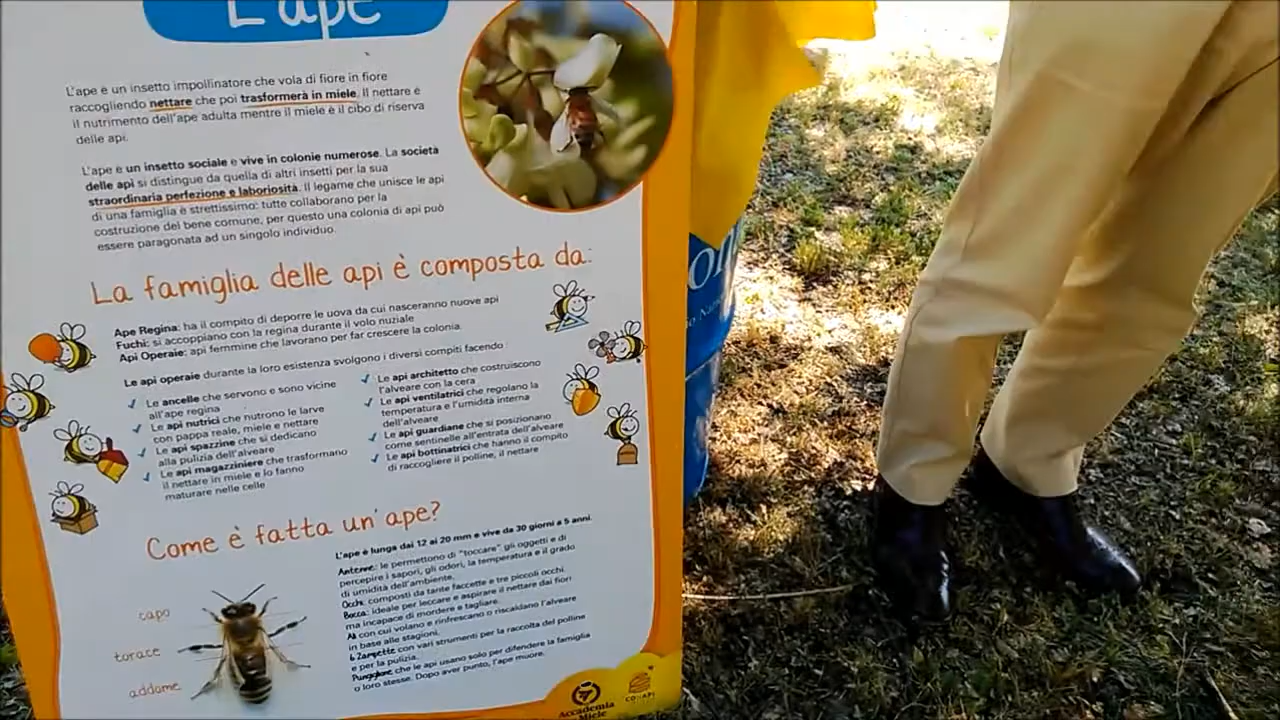 L'ape
L'ape è un insetto impollinatore che vola di fiore in fiore
raccogliendo nettare che poi trasformerà in miele. Il nettare è
il nutrimento dell'ape adulta mentre il miele è il cibo di riserva
delle api.
L'ape è un insetto sociale e vive in colonie numerose. La società
delle api si distingue da quella di altri insetti per la sua
straordinaria perfezione e laboriosità. Il legame che unisce le api
di una famiglia è strettissimo: tutte collaborano per la
costruzione del bene comune, per questo una colonia di api può
essere paragonata ad un singolo individuo.
La famiglia delle api è composta da:
Ape Regina: ha il compito di deporre le uova da cui nasceranno nuove api
Fuchi: si accoppiano con la regina durante il volo nuziale
Api Operaie: api femmine che lavorano per far crescere la colonia.
Le api operaie durante la loro esistenza svolgono i diversi compiti facendo
Le ancelle che servono e sono vicine
all'ape regina
Le api nutrici che nutrono le larve
con pappa reale, miele e nettare
Le api spazzine che si dedicano
alla pulizia dell'alveare
Le api magazziniere che trasformano
il nettare in miele e lo fanno
maturare nelle celle
Le api architetto che costruiscono
l'alveare con la cera
Le api ventilatrici che regolano la
temperatura e l'umidità interna
dell'alveare
Le api guardiane che si posizionano
come sentinelle all'entrata dell'alveare
Le api bottinatrici che hanno il compito
di raccogliere il polline, il nettare
Come è fatta un'ape?
capo
torace
addome
L'ape è lunga dai 12 ai 20 mm e vive da 30 giorni a 5 anni.
Antenne: le permettono di "toccare" gli oggetti e di
percepire i sapori, gli odori, la temperatura e il grado
di umidità dell'ambiente.
Occhi: composti da tante faccette e tre piccoli occhi.
Bocca: ideale per leccare e aspirare il nettare dai fiori
ma incapace di mordere e tagliare.
Ali con cui volano e rinfrescano o riscaldano l'alveare
in base alle stagioni.
6 Zampette con vari strumenti per la raccolta del polline
e per la pulizia.
Pungiglione che le api usano solo per difendere la famiglia
o loro stesse. Dopo aver punto, l'ape muore.
Accademia
Miele
CONAPI